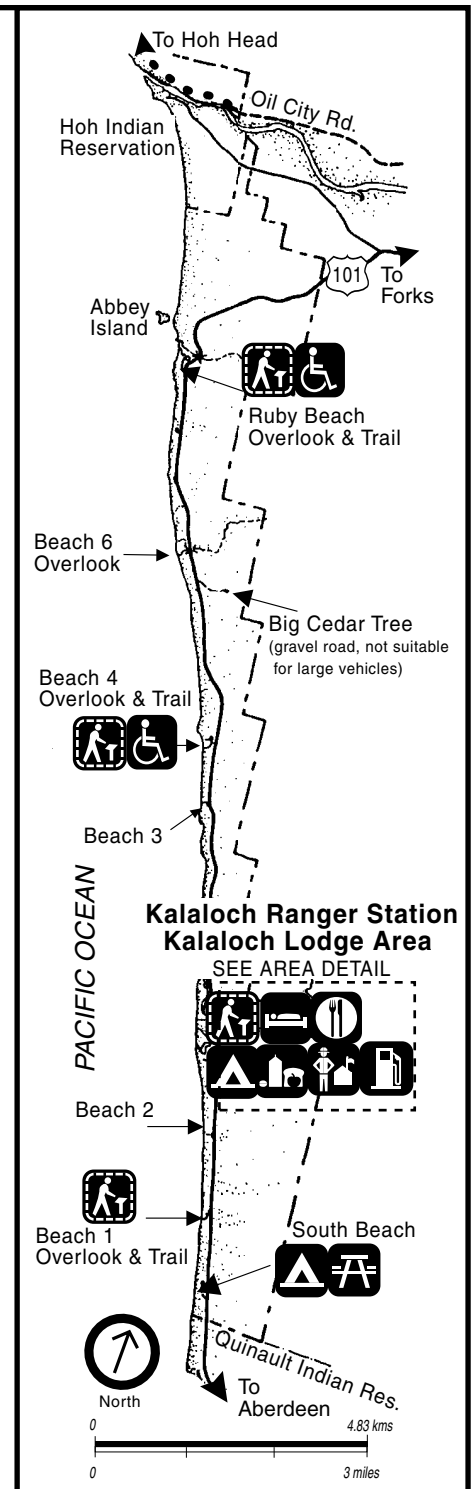 To Hoh Head
Oil City Rd.
Hoh Indian
Reservation
101
To
Forks
Abbey
Island
Ruby Beach
Overlook & Trail
Beach 6
Overlook
Big Cedar Tree
(gravel road, not suitable
for large vehicles)
Beach 4
Overlook & Trail
Beach 3
PACIFIC OCEAN
Kalaloch Ranger Station
Kalaloch Lodge Area
SEE AREA DETAIL
Beach 2
Beach 1
Overlook & Trail
South Beach
Quinault Indian Res.
North
To
Aberdeen
0 4.83 kms
0 3 miles